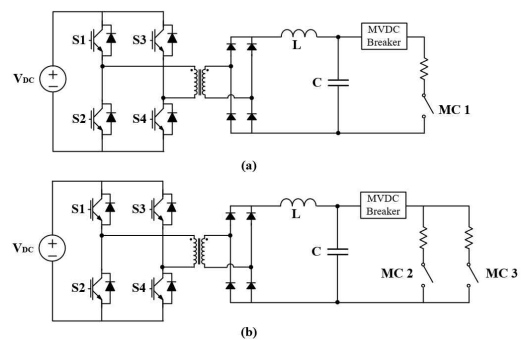 S1
S3
L
MVDC
Breaker
VDC
+
−
C
MC 1
S2
S4
(a)
S1
S3
L
MVDC
Breaker
VDC
+
−
C
MC 2
MC 3
S2
S4
(b)